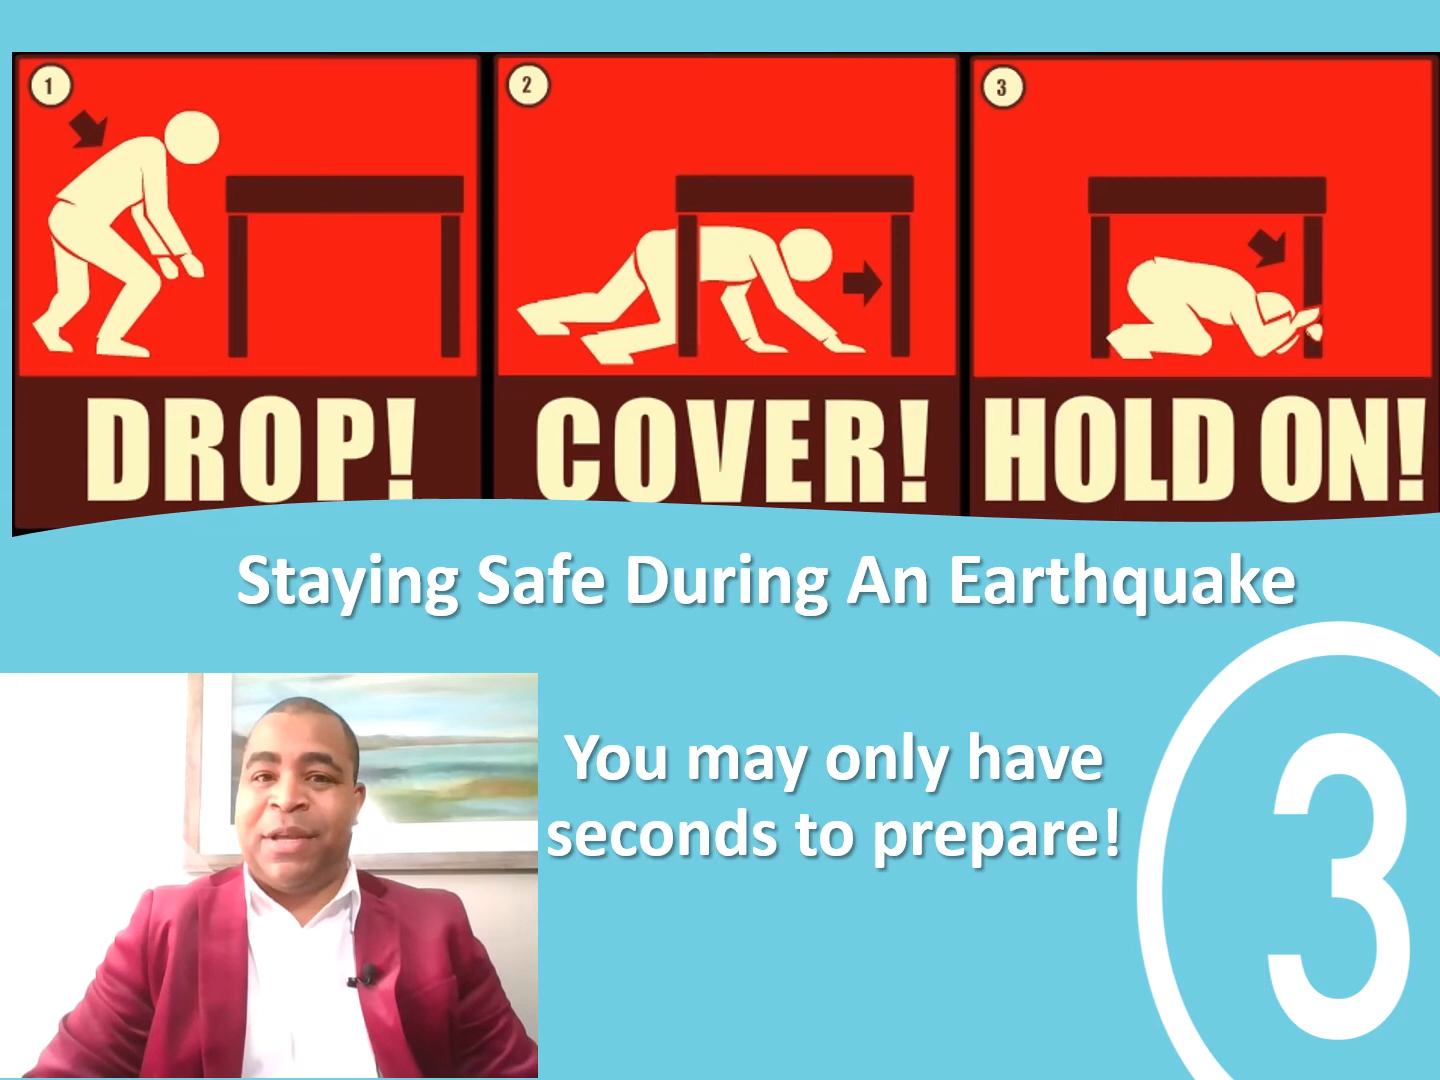 1
2
3
DROP!
COVER!
HOLD ON!
Staying Safe During An Earthquake
You may only have
seconds to prepare!
3